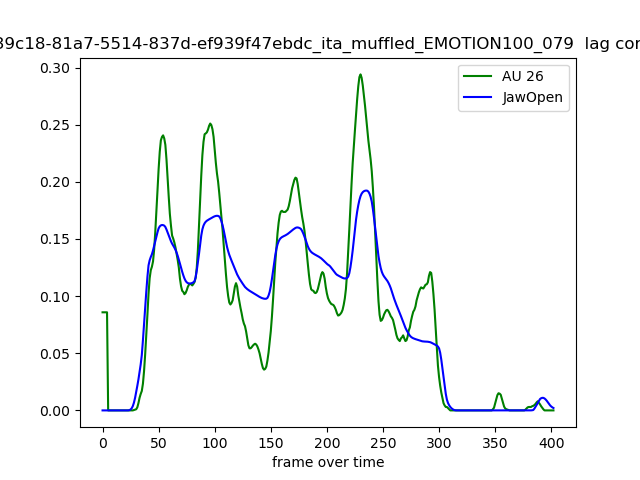 39c18-81a7-5514-837d-ef939f47ebdc_ita_muffled_EMOTION100_079 lag cor
AU 26
JawOpen
0.30
0.25
0.20
0.15
0.10
0.05
0.00
0 50 100 150 200 250 300 350 400
frame over time